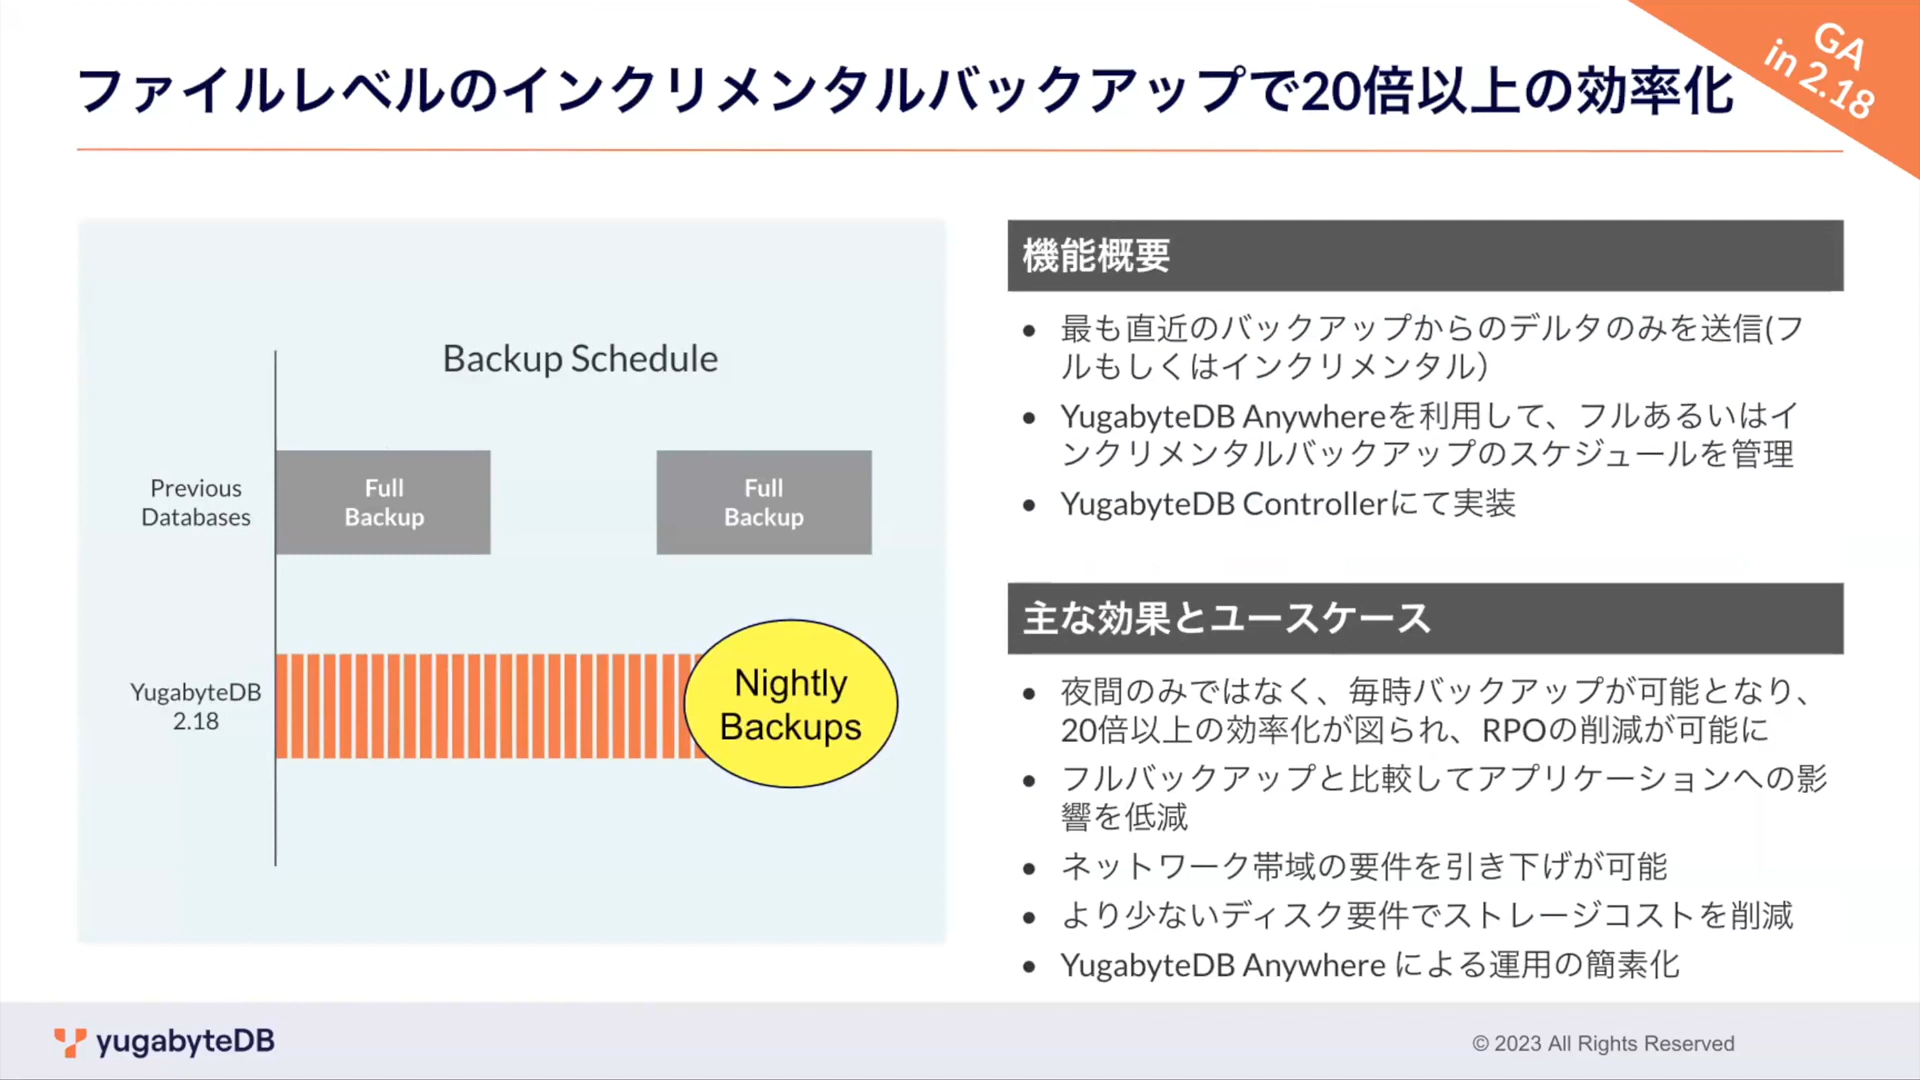 ファイルレベルのインクリメンタルバックアップで20倍以上の効率化
GA
in 2.18
Backup Schedule
Previous
Databases
Full
Backup
Full
Backup
YugabyteDB
2.18
Nightly
Backups
機能概要
最も直近のバックアップからのデルタのみを送信(フ
ルもしくはインクリメンタル）
YugabyteDB Anywhereを利用して、フルあるいはイ
ンクリメンタルバックアップのスケジュールを管理
YugabyteDB Controllerにて実装
主な効果とユースケース
夜間のみではなく、毎時バックアップが可能となり、
20倍以上の効率化が図られ、RPOの削減が可能に
フルバックアップと比較してアプリケーションへの影
響を低減
ネットワーク帯域の要件を引き下げが可能
より少ないディスク要件でストレージコストを削減
YugabyteDB Anywhere による運用の簡素化
yugabyteDB
© 2023 All Rights Reserved